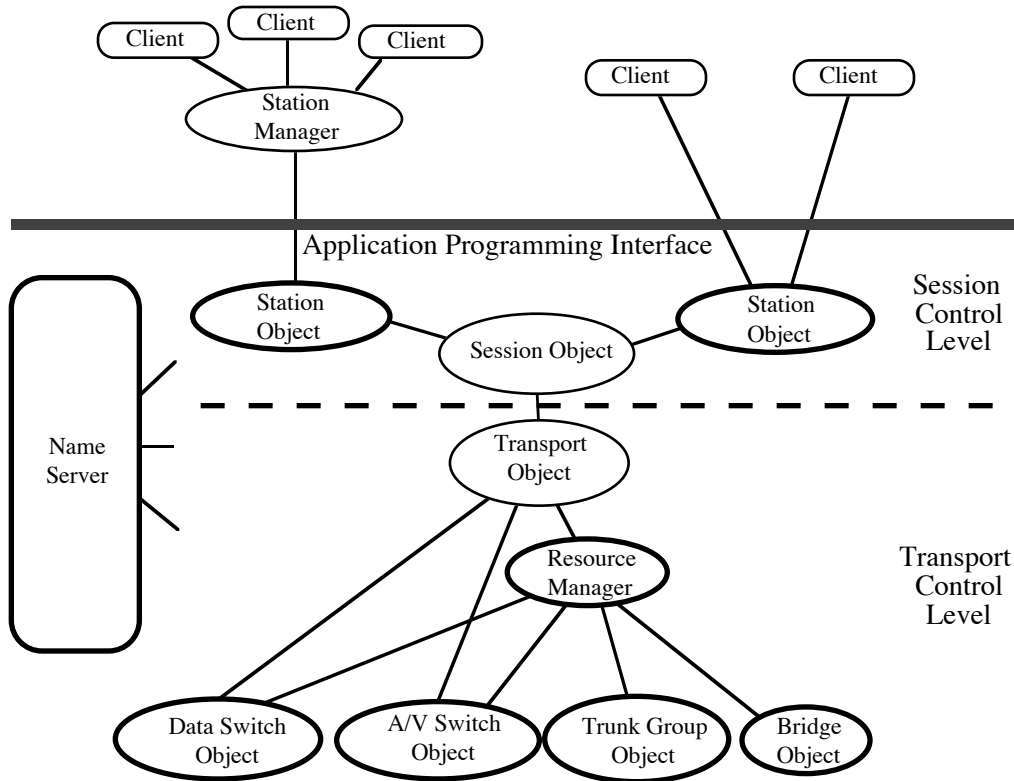 Client
Client
Client
Client
Client
Station
Manager
Application Programming Interface
Station
Object
Session Object
Station
Object
Session
Control
Level
Name
Server
Transport
Object
Resource
Manager
Transport
Control
Level
Data Switch
Object
A/V Switch
Object
Trunk Group
Object
Bridge
Object